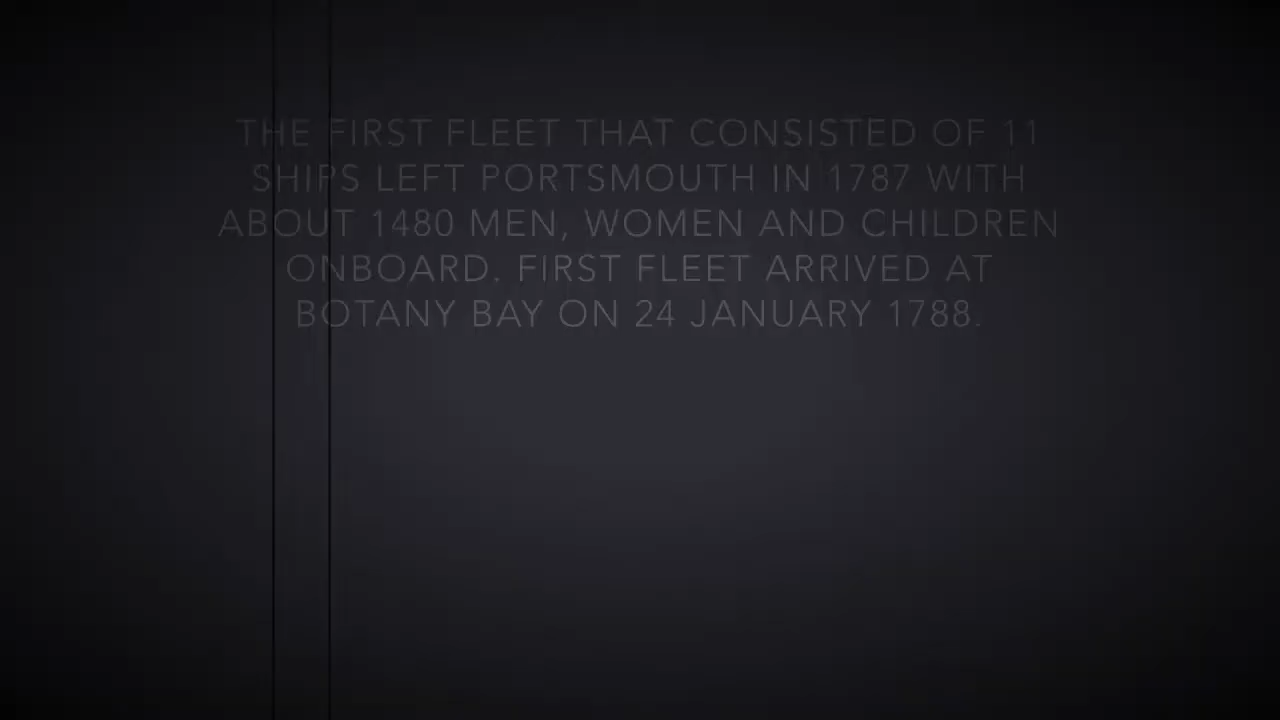 THE FIRST FLEET THAT CONSISTED OF 11
SHIPS LEFT PORTSMOUTH IN 1787 WITH
ABOUT 1480 MEN, WOMEN AND CHILDREN
ONBOARD. FIRST FLEET ARRIVED AT
BOTANY BAY ON 24 JANUARY 1788.